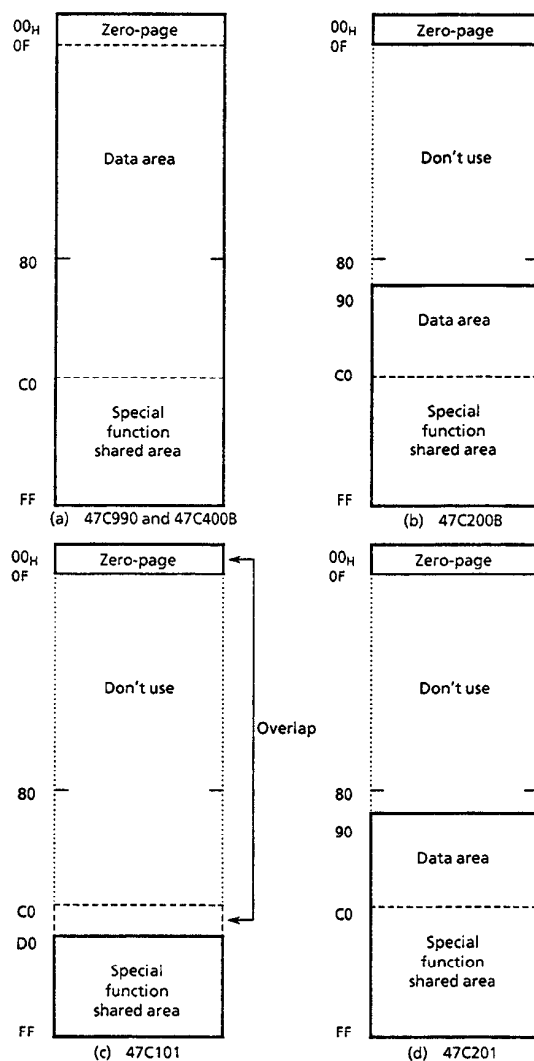 00H
Zero-page
0F
Data area
80
C0
Special
function
shared area
FF
(a) 47C990 and 47C400B
00H
Zero-page
0F
Don't use
80
90
Data area
C0
Special
function
shared area
FF
(b) 47C200B
00H
Zero-page
0F
Don't use
Overlap
80
C0
D0
Special
function
shared area
FF
(c) 47C101
00H
Zero-page
0F
Don't use
80
90
Data area
C0
Special
function
shared area
FF
(d) 47C201